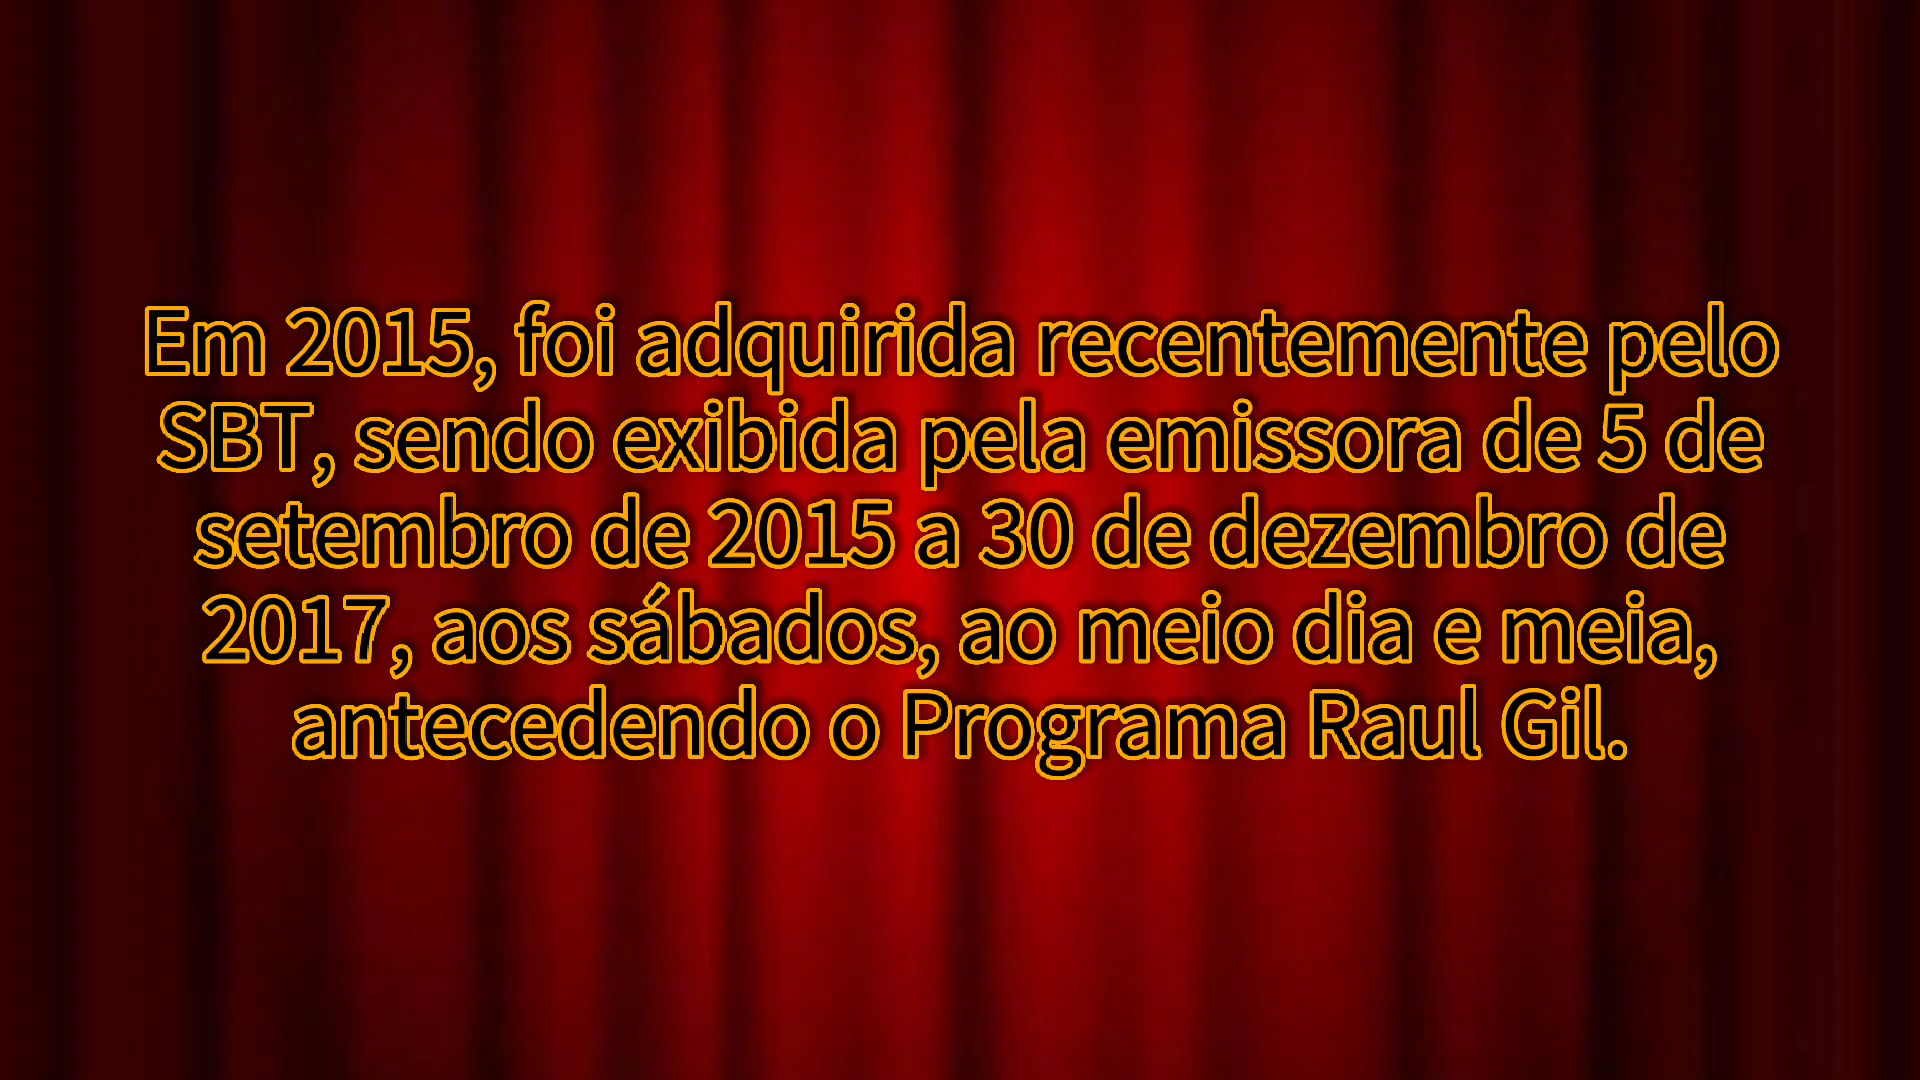 Em 2015, foi adquirida recentemente pelo
SBT, sendo exibida pela emissora de 5 de
setembro de 2015 a 30 de dezembro de
2017, aos sábados, ao meio dia e meia,
antecedendo o Programa Raul Gil.